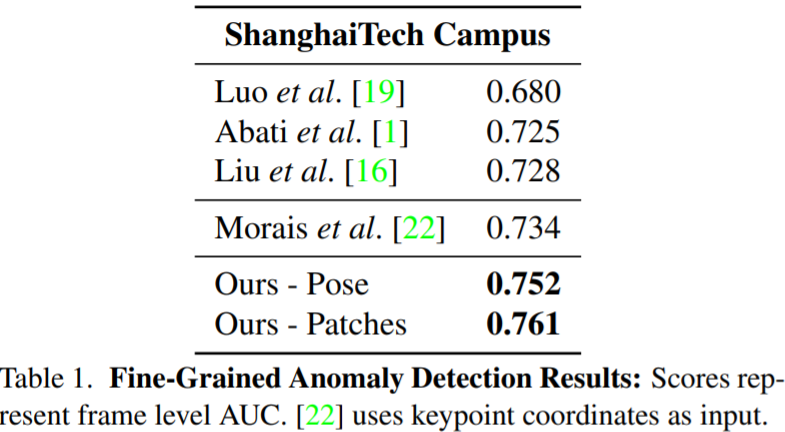 ShanghaiTech Campus
Luo et al. [19] 0.680
Abati et al. [1] 0.725
Liu et al. [16] 0.728
Morais et al. [22] 0.734
Ours - Pose 0.752
Ours - Patches 0.761
Table 1. Fine-Grained Anomaly Detection Results: Scores rep-
resent frame level AUC. [22] uses keypoint coordinates as input.